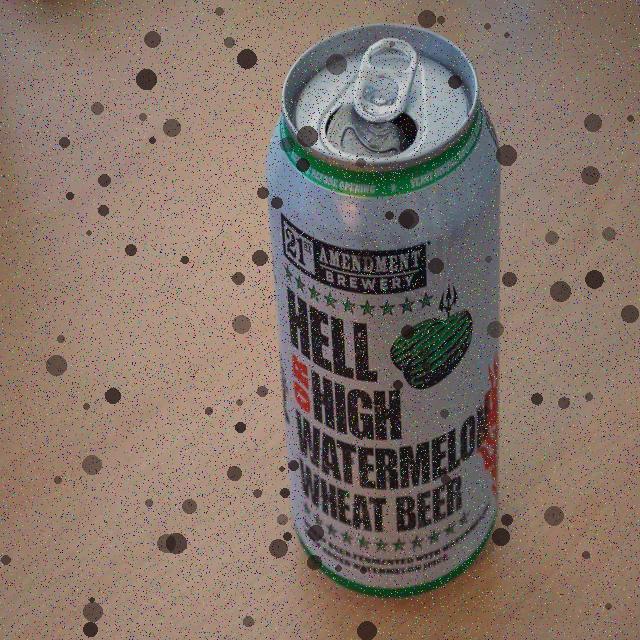 21ST AMENDMENT
BREWERY
HELL
OR
HIGH
WATERMELON
WHEAT BEER